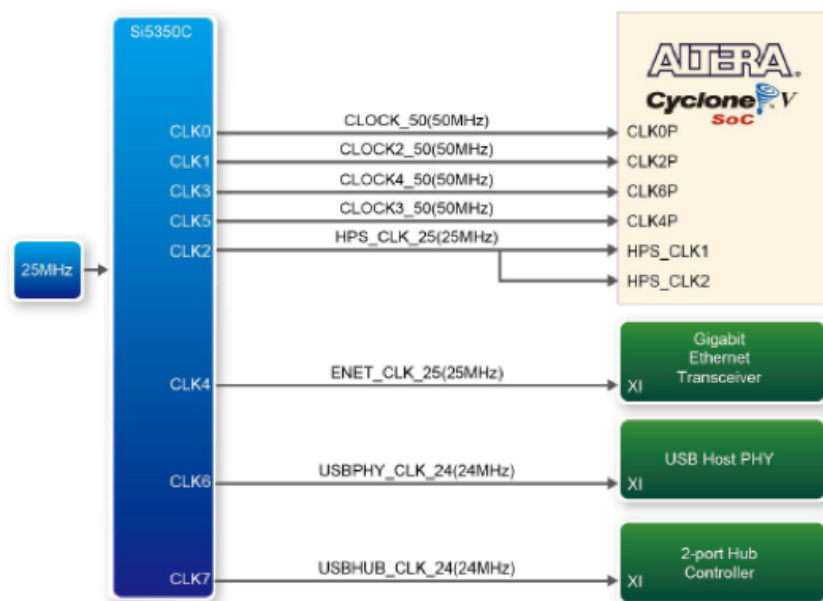 Si5350C
ALTERA®
Cyclone V
SoC
CLK0 CLOCK_50(50MHz) CLK0P
CLK1 CLOCK2_50(50MHz) CLK2P
CLK3 CLOCK4_50(50MHz) CLK6P
CLK5 CLOCK3_50(50MHz) CLK4P
CLK2 HPS_CLK_25(25MHz) HPS_CLK1
25MHz
HPS_CLK2
Gigabit
Ethernet
Transceiver
CLK4 ENET_CLK_25(25MHz) XI
USB Host PHY
CLK6 USBPHY_CLK_24(24MHz) XI
2-port Hub
Controller
CLK7 USBHUB_CLK_24(24MHz) XI